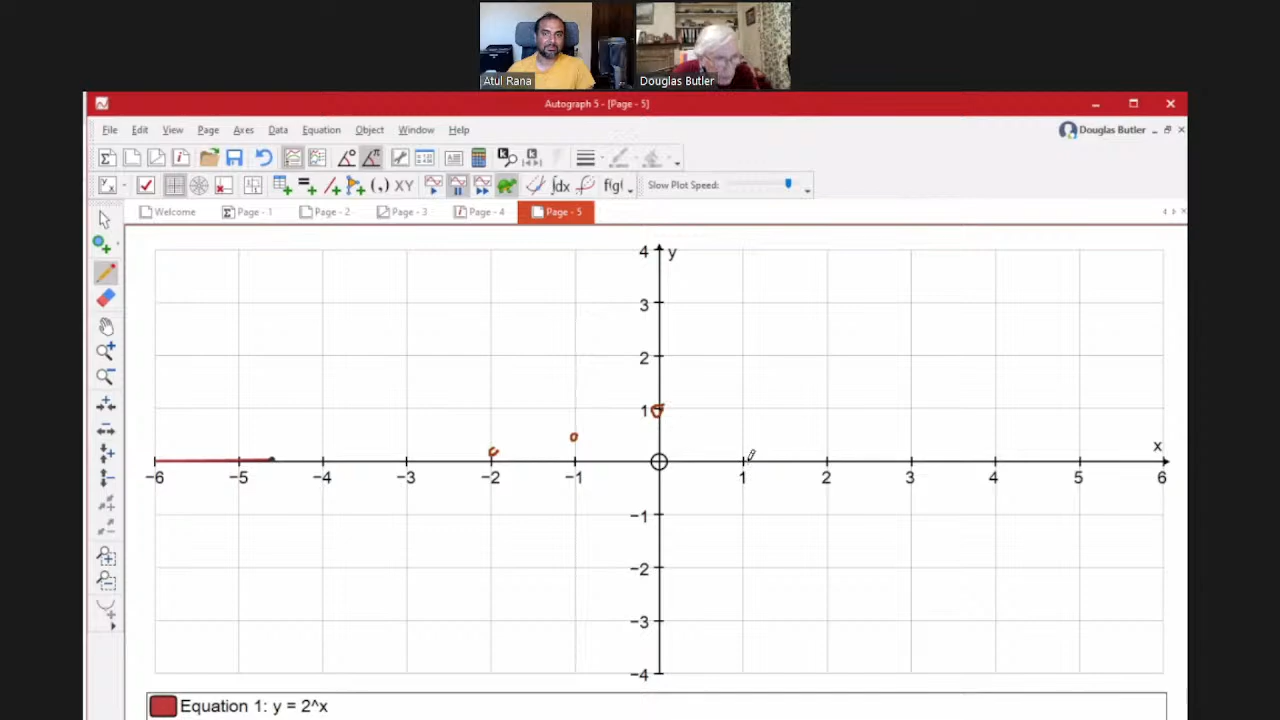 Atul Rana
Douglas Butler
Autograph 5 - [Page - 5]
File Edit View Page Axes Data Equation Object Window Help
Douglas Butler
XY
∫dx
f(g(
Slow Plot Speed:
Welcome
Page - 1
Page - 2
Page - 3
Page - 4
Page - 5
4 y
3
2
1
x
−6 −5 −4 −3 −2 −1 1 2 3 4 5 6
−1
−2
−3
−4
Equation 1: y = 2^x